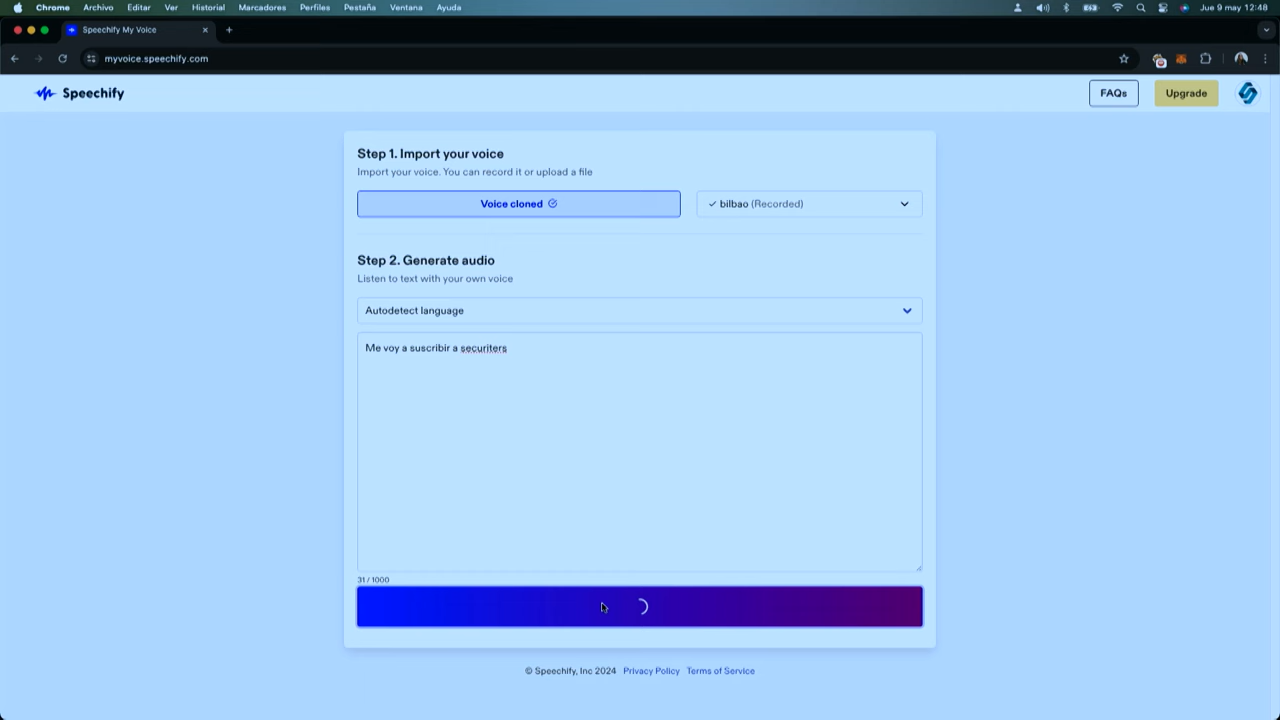 Chrome Archivo Editar Ver Historial Marcadores Perfiles Pestaña Ventana Ayuda Jue 9 may 12:48
Speechify My Voice
myvoice.speechify.com
Speechify FAQs Upgrade
Step 1. Import your voice
Import your voice. You can record it or upload a file
Voice cloned bilbao (Recorded)
Step 2. Generate audio
Listen to text with your own voice
Autodetect language
Me voy a suscribir a securiters
31 / 1000
© Speechify, Inc 2024 Privacy Policy Terms of Service